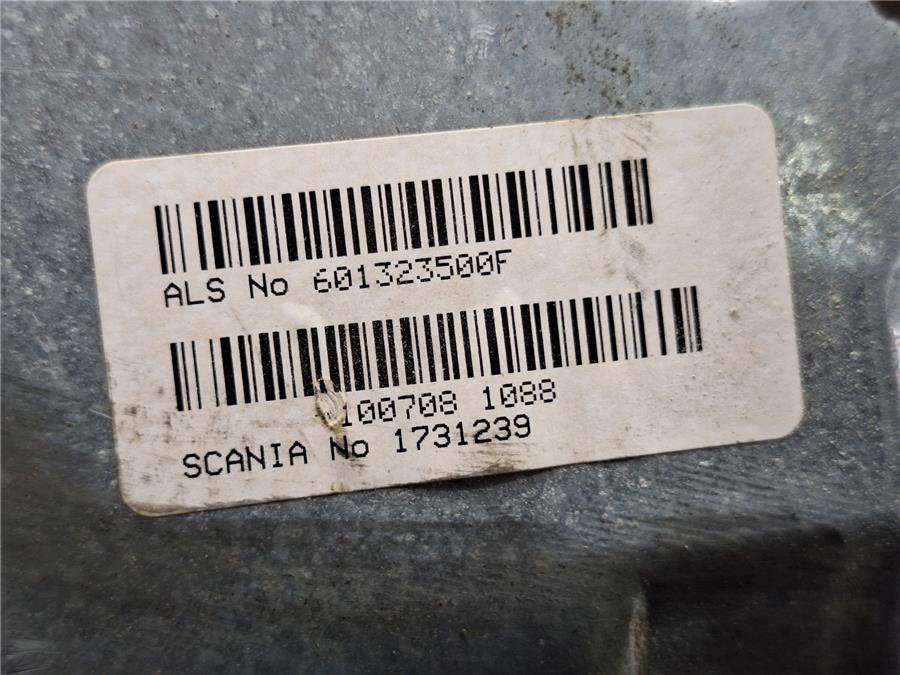 ALS No 601323500F
100708 1088
SCANIA No 1731239